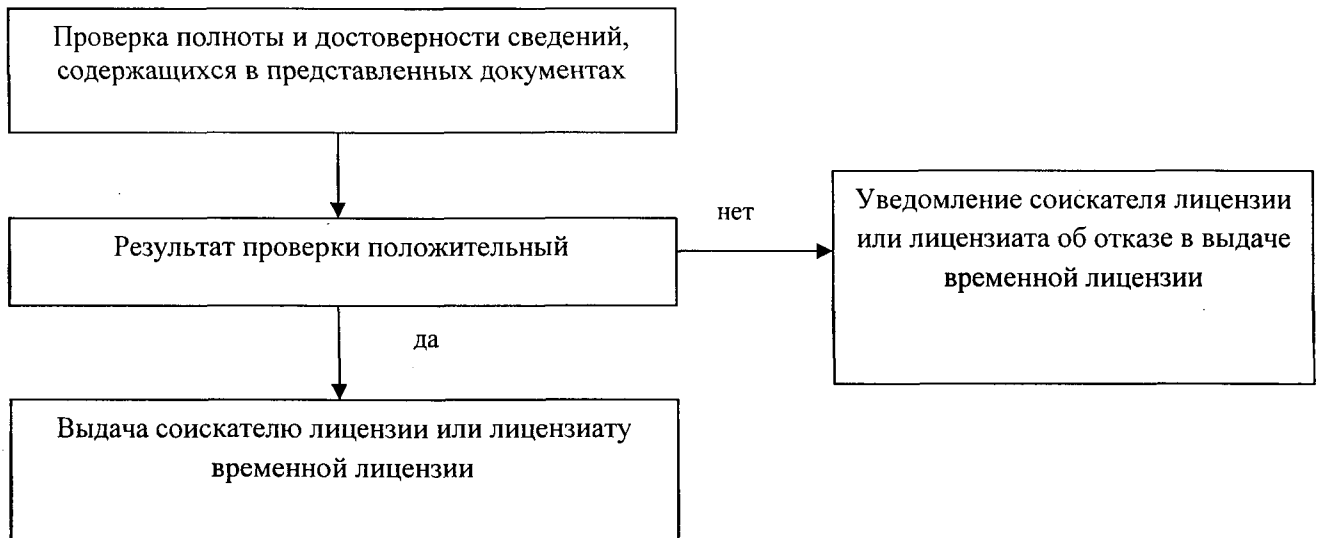 Проверка полноты и достоверности сведений,
содержащихся в представленных документах
нет
Уведомление соискателя лицензии
или лицензиата об отказе в выдаче
временной лицензии
Результат проверки положительный
да
Выдача соискателю лицензии или лицензиату
временной лицензии